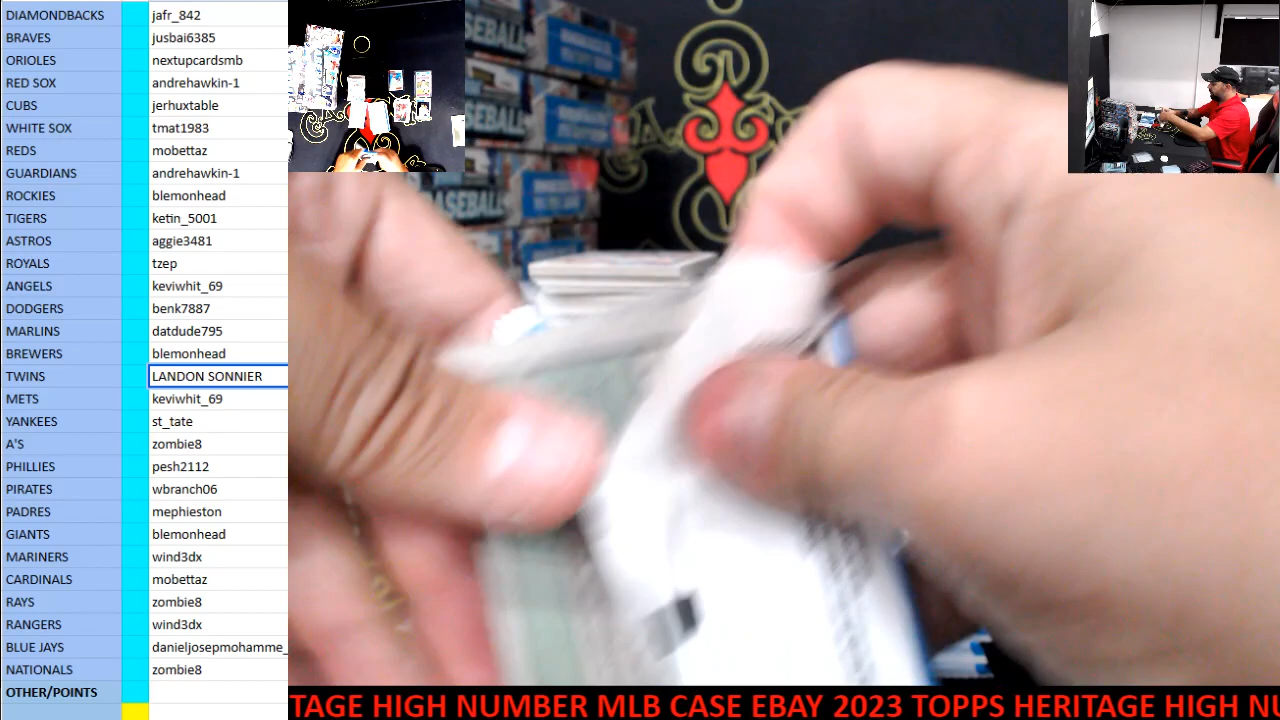 DIAMONDBACKS jafr_842
BRAVES jusbai6385
ORIOLES nextupcardsmb
RED SOX andrehawkin-1
CUBS jerhuxtable
WHITE SOX tmat1983
REDS mobettaz
GUARDIANS andrehawkin-1
ROCKIES blemonhead
TIGERS ketin_5001
ASTROS aggie3481
ROYALS tzep
ANGELS keviwhit_69
DODGERS benk7887
MARLINS datdude795
BREWERS blemonhead
TWINS LANDON SONNIER
METS keviwhit_69
YANKEES st_tate
A'S zombie8
PHILLIES pesh2112
PIRATES wbranch06
PADRES mephieston
GIANTS blemonhead
MARINERS wind3dx
CARDINALS mobettaz
RAYS zombie8
RANGERS wind3dx
BLUE JAYS danieljosepmohamme_
NATIONALS zombie8
OTHER/POINTS
BASEBALL
TAGE HIGH NUMBER MLB CASE EBAY 2023 TOPPS HERITAGE HIGH NU